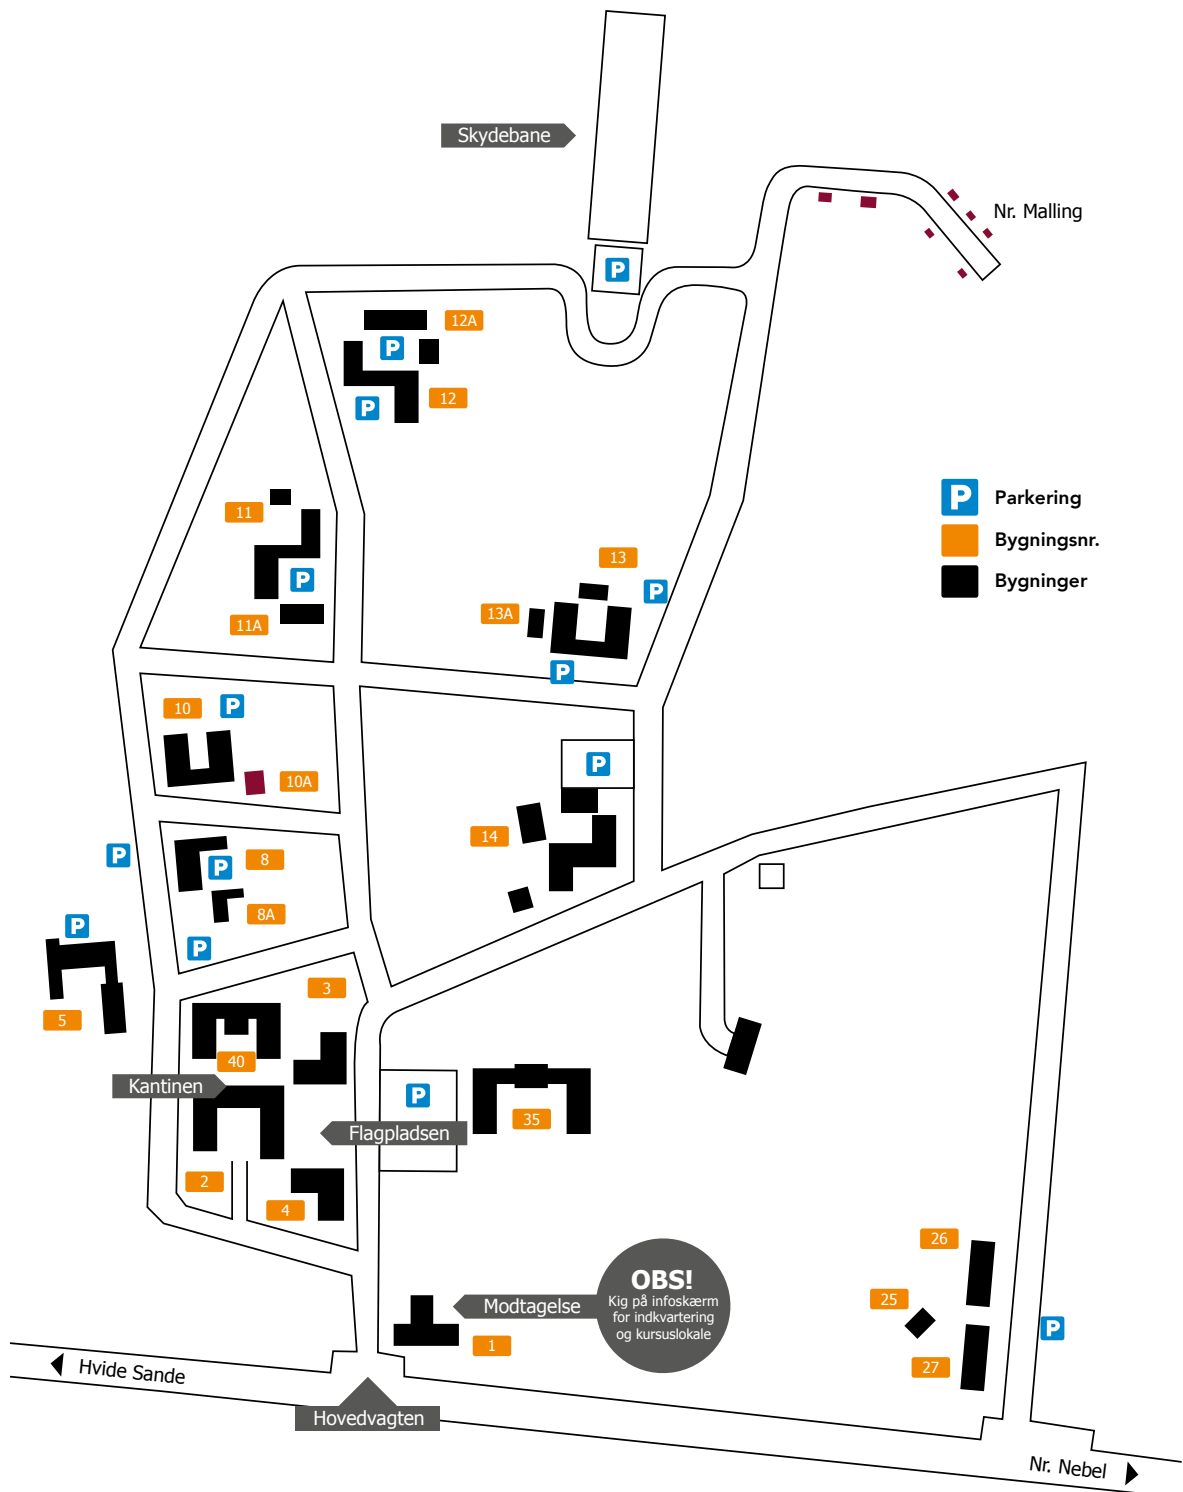 Skydebane
Nr. Malling
P
12A
P
12
P
11
P
11A
P Parkering
Bygningsnr.
Bygninger
13
P
13A
P
10
P
10A
P
14
P
8
P
8A
P
P
P
5
3
40
Kantinen
P
35
Flagpladsen
2
4
26
25
P
27
OBS!
Kig på infoskærm
for indkvartering
og kursuslokale
Modtagelse
1
Hvide Sande
Hovedvagten
Nr. Nebel